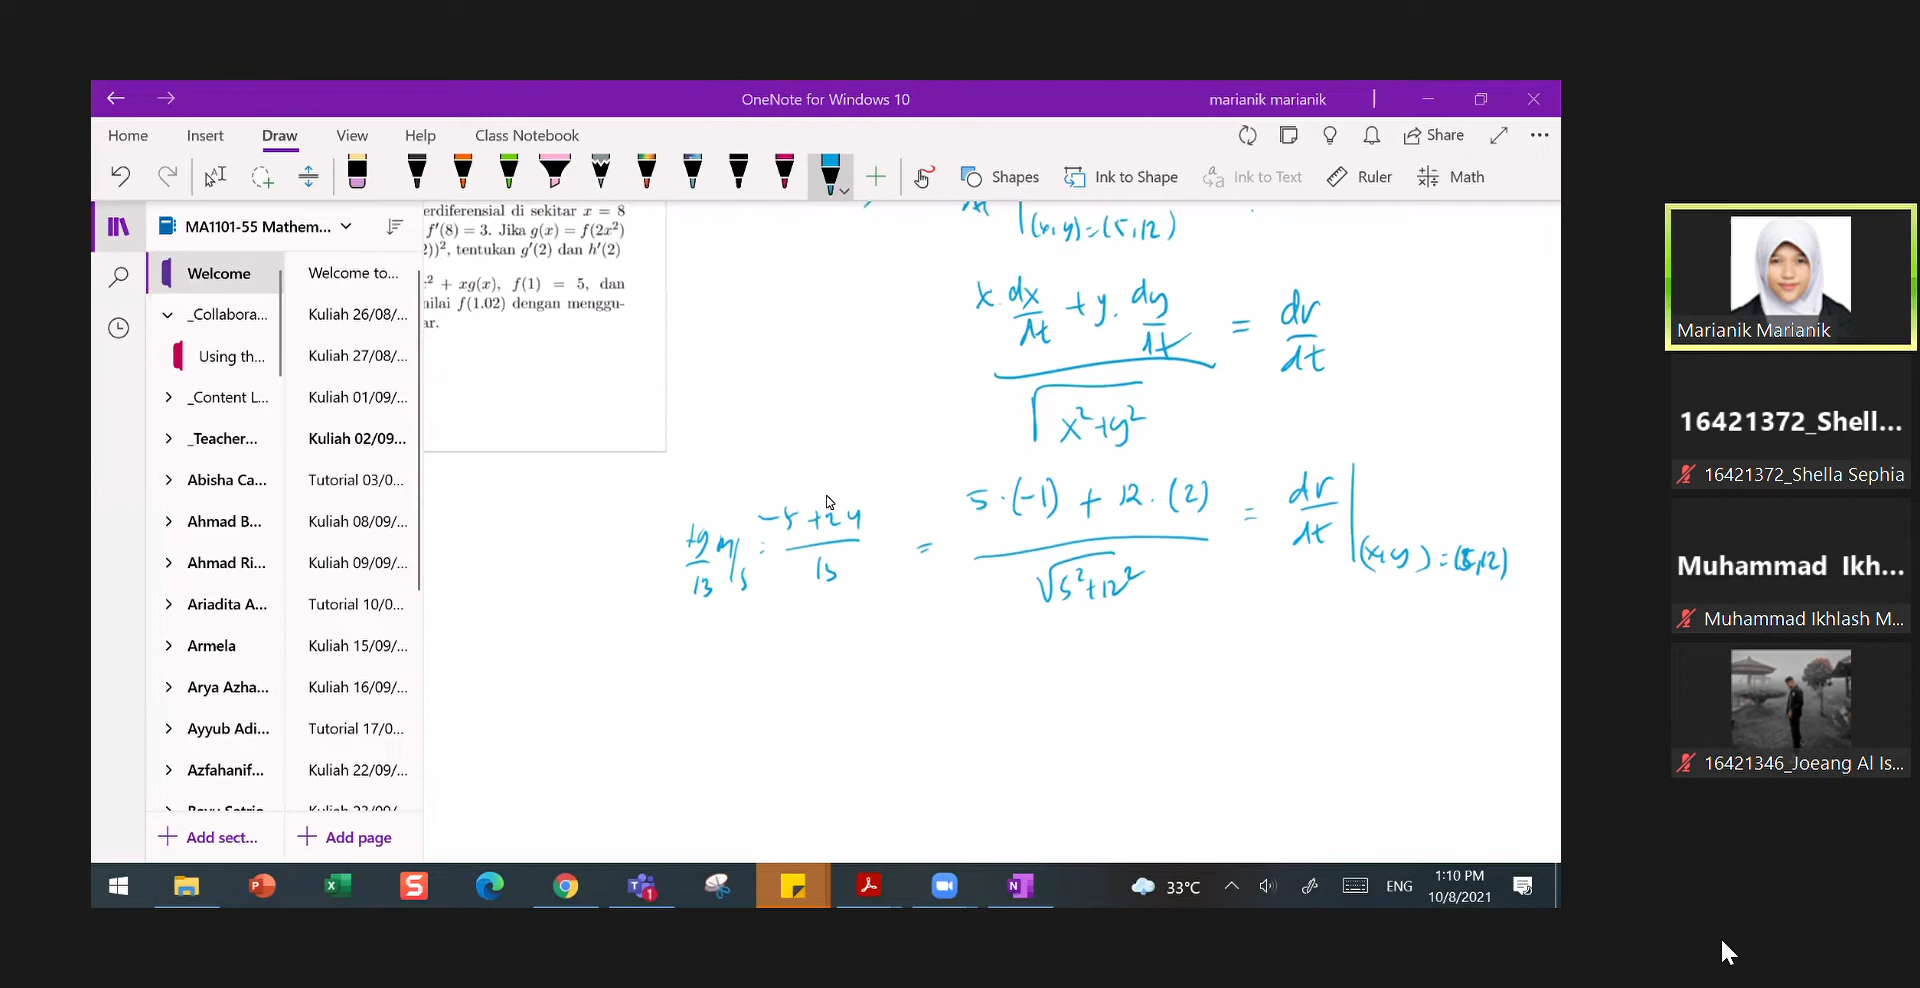 OneNote for Windows 10
marianik marianik
Home Insert Draw View Help Class Notebook
Share
Shapes
Ink to Shape
Ink to Text
Ruler
Math
MA1101-55 Mathem...
Welcome
_Collabora...
Using th...
_Content L...
_Teacher...
Abisha Ca...
Ahmad B...
Ahmad Ri...
Ariadita A...
Armela
Arya Azha...
Ayyub Adi...
Azfahanif...
Add sect...
Welcome to...
Kuliah 26/08/...
Kuliah 27/08/...
Kuliah 01/09/...
Kuliah 02/09...
Tutorial 03/0...
Kuliah 08/09/...
Kuliah 09/09/...
Tutorial 10/0...
Kuliah 15/09/...
Kuliah 16/09/...
Tutorial 17/0...
Kuliah 22/09/...
Add page
erdiferensial di sekitar x = 8
f′(8) = 3. Jika g(x) = f(2x²)
))², tentukan g′(2) dan h′(2)
² + xg(x), f(1) = 5, dan
nilai f(1.02) dengan menggu-
ar.
(x,y)=(5,12)
x. dx/dt + y. dy/dt = dr/dt
√x²+y²
19/13 m/s = -5+24 / 13 = 5.(-1) + 12.(2) / √5²+12² = dr/dt | (x,y)=(5,12)
33°C
ENG
1:10 PM
10/8/2021
Marianik Marianik
16421372_Shell...
16421372_Shella Sephia
Muhammad Ikh...
Muhammad Ikhlash M...
16421346_Joeang Al Is...